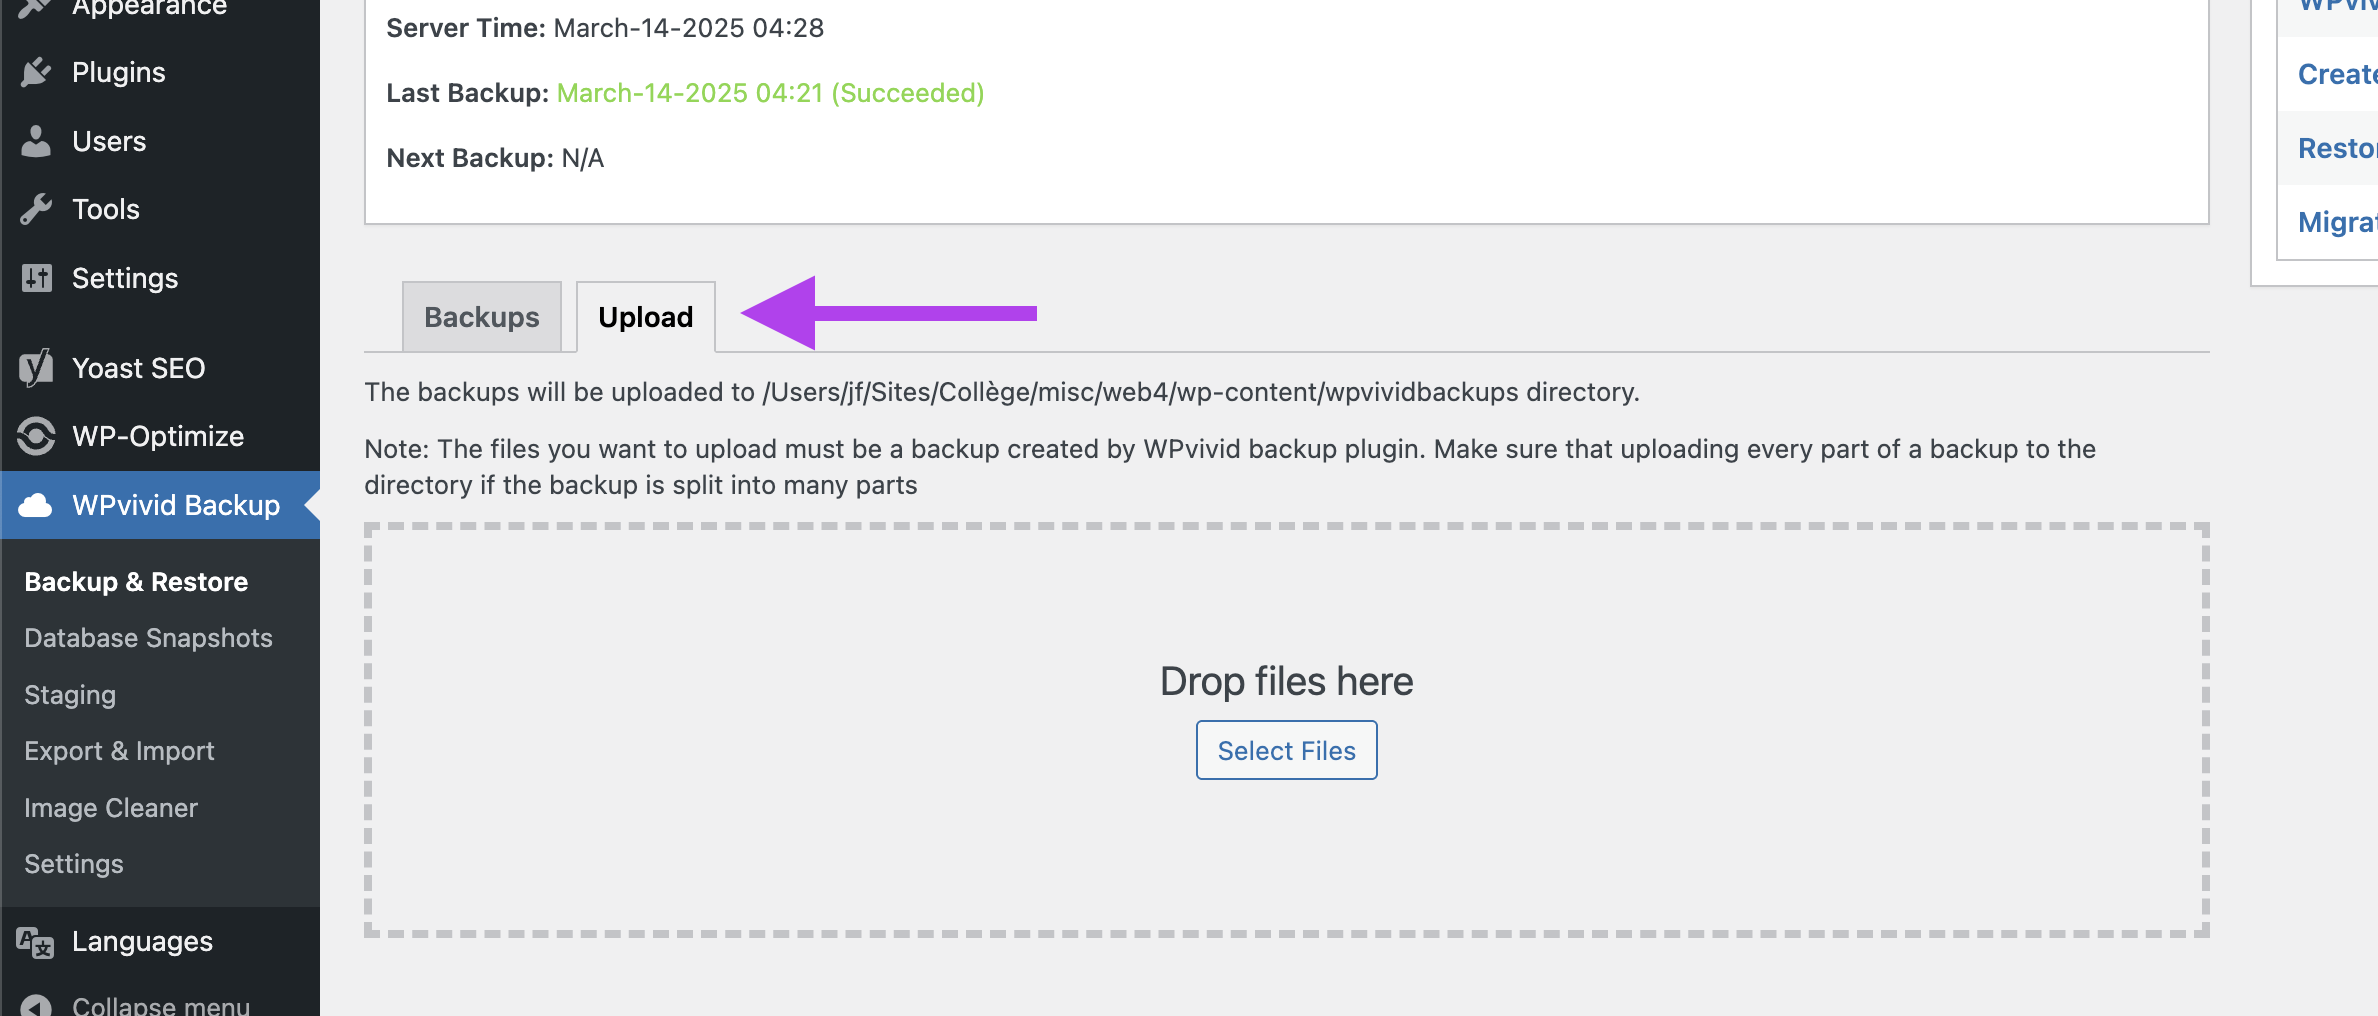 Appearance
Plugins
Users
Tools
Settings
Yoast SEO
WP-Optimize
WPvivid Backup
Backup & Restore
Database Snapshots
Staging
Export & Import
Image Cleaner
Settings
Languages
Collapse menu
Server Time: March-14-2025 04:28
Last Backup: March-14-2025 04:21 (Succeeded)
Next Backup: N/A
Backups
Upload
The backups will be uploaded to /Users/jf/Sites/Collège/misc/web4/wp-content/wpvividbackups directory.
Note: The files you want to upload must be a backup created by WPvivid backup plugin. Make sure that uploading every part of a backup to the
directory if the backup is split into many parts
Drop files here
Select Files